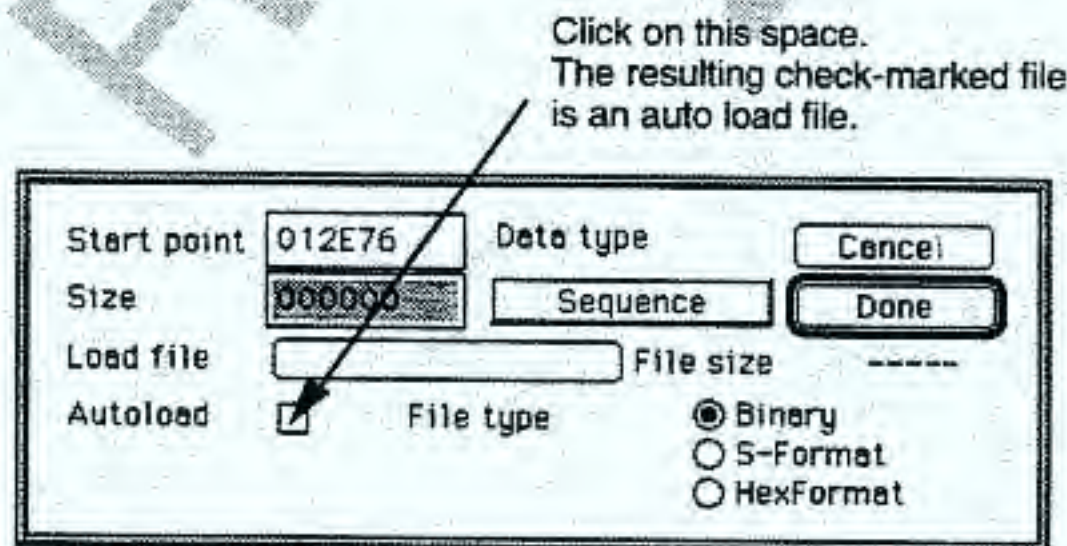 Click on this space.
The resulting check-marked file
is an auto load file.
Start point 012E76 Data type Cancel
Size 000000 Sequence Done
Load file File size -----
Autoload File type Binary
S-Format
HexFormat